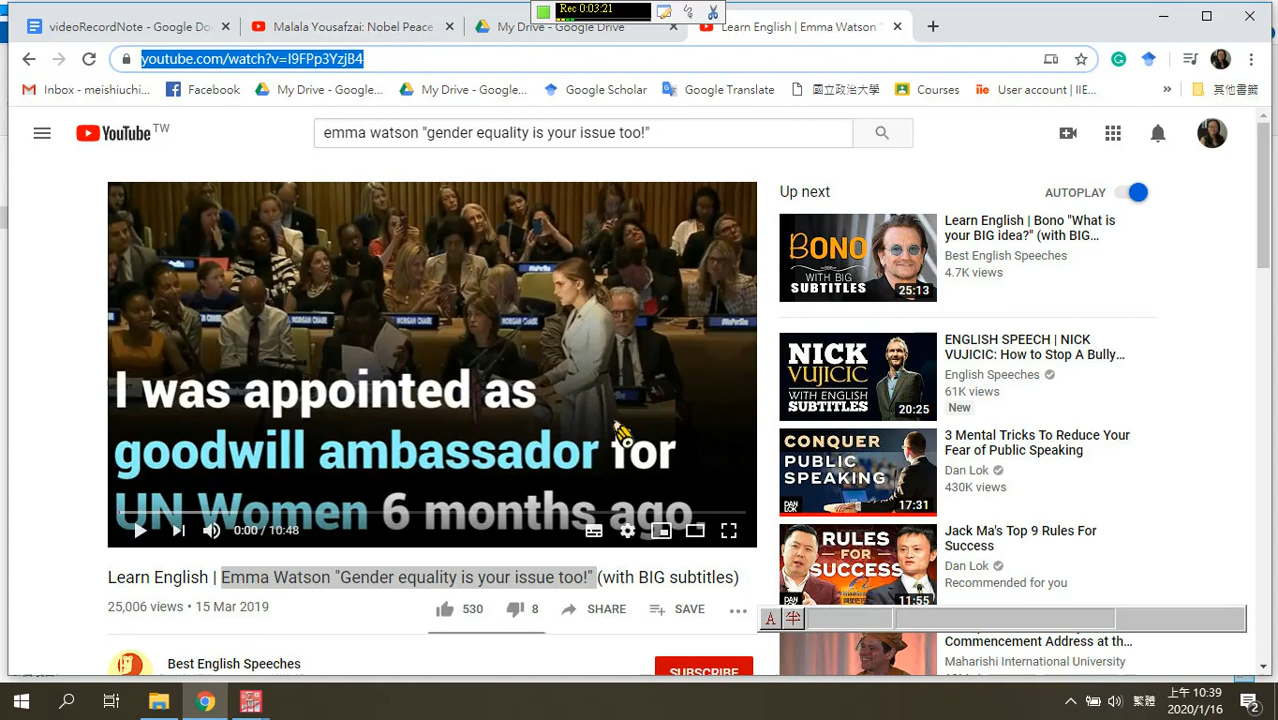 Rec 0:03:21
videoRecordNote - Google Do
Malala Yousafzai: Nobel Peace
My Drive - Google Drive
Learn English | Emma Watson "
youtube.com/watch?v=I9FPp3YzjB4
Inbox - meishiuchin
Facebook
My Drive - Google...
My Drive - Google...
Google Scholar
Google Translate
國立政治大學
Courses
User account | IIE...
»
其他書籤
YouTube TW
emma watson "gender equality is your issue too!"
Up next
AUTOPLAY
I was appointed as
goodwill ambassador for
UN Women 6 months ago
0:00 / 10:48
MORGAN CHASE
BONO
WITH BIG
SUBTITLES
25:13
Learn English | Bono "What is
your BIG idea?" (with BIG...
Best English Speeches
4.7K views
NICK
VUJICIC
WITH ENGLISH
SUBTITLES
20:25
ENGLISH SPEECH | NICK
VUJICIC: How to Stop A Bully...
English Speeches
61K views
New
CONQUER
PUBLIC
SPEAKING
DAN LOK
17:31
3 Mental Tricks To Reduce Your
Fear of Public Speaking
Dan Lok
430K views
RULES
FOR
SUCCESS
DAN LOK
11:55
Jack Ma's Top 9 Rules For
Success
Dan Lok
Recommended for you
Learn English | Emma Watson "Gender equality is your issue too!" (with BIG subtitles)
25,006 views • 15 Mar 2019
530
8
SHARE
SAVE
A 半
Commencement Address at th...
Maharishi International University
Best English Speeches
SUBSCRIBE
繁體
上午 10:39
2020/1/16
2